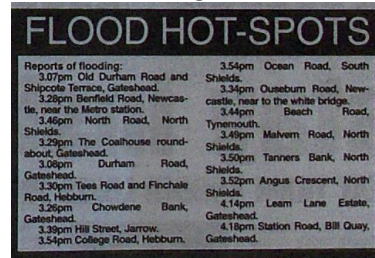 FLOOD HOT-SPOTS
Reports of flooding:
3.07pm Old Durham Road and
Shipcote Terrace, Gateshead.
3.28pm Benfield Road, Newcas-
tle, near the Metro station.
3.46pm North Road, North
Shields.
3.29pm The Coalhouse round-
about, Gateshead.
3.08pm Durham Road,
Gateshead.
3.30pm Tees Road and Finchale
Road, Hebburn.
3.26pm Chowdene Bank,
Gateshead.
3.39pm Hill Street, Jarrow.
3.54pm College Road, Hebburn.
3.54pm Ocean Road, South
Shields.
3.34pm Ouseburn Road, New-
castle, near to the white bridge.
3.44pm Beach Road,
Tynemouth.
3.49pm Malvern Road, North
Shields.
3.50pm Tanners Bank, North
Shields.
3.52pm Angus Crescent, North
Shields.
4.14pm Leam Lane Estate,
Gateshead.
4.18pm Station Road, Bill Quay,
Gateshead.